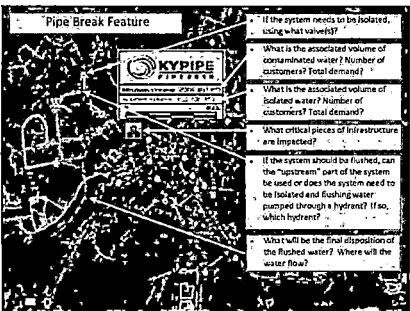 Pipe Break Feature
KYPIPE
If the system needs to be isolated,
using what valve(s)?
What is the associated volume of
contaminated water? Number of
customers? Total demand?
What is the associated volume of
isolated water? Number of
customers? Total demand?
What critical pieces of infrastructure
are impacted?
If the system should be flushed, can
the "upstream" part of the system
be used or does the system need to
be isolated and flushing water
pumped through a hydrant? If so,
which hydrant?
What will be the final disposition of
the flushed water? Where will the
water flow?